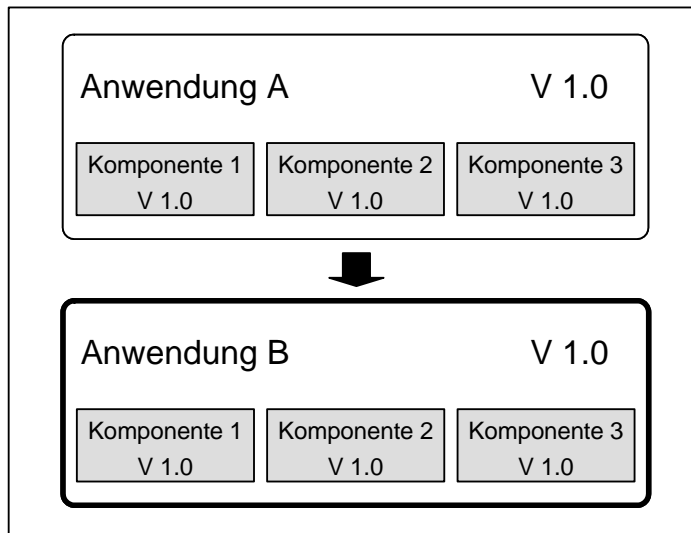 Anwendung A V 1.0
Komponente 1 Komponente 2 Komponente 3
V 1.0 V 1.0 V 1.0
Anwendung B V 1.0
Komponente 1 Komponente 2 Komponente 3
V 1.0 V 1.0 V 1.0